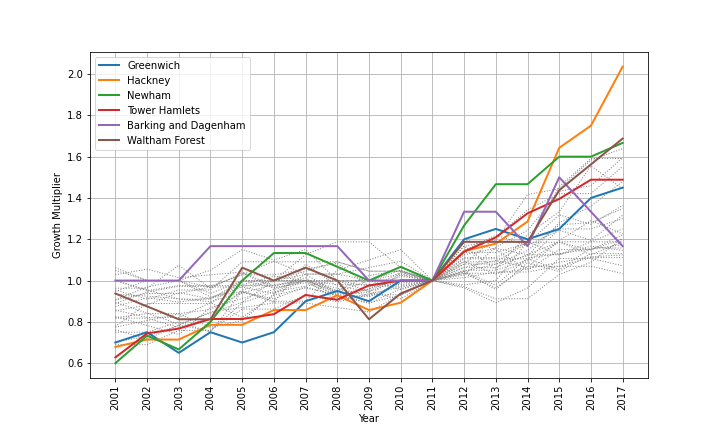 Greenwich
Hackney
Newham
Tower Hamlets
Barking and Dagenham
Waltham Forest
Growth Multiplier
2.0
1.8
1.6
1.4
1.2
1.0
0.8
0.6
2001 2002 2003 2004 2005 2006 2007 2008 2009 2010 2011 2012 2013 2014 2015 2016 2017
Year